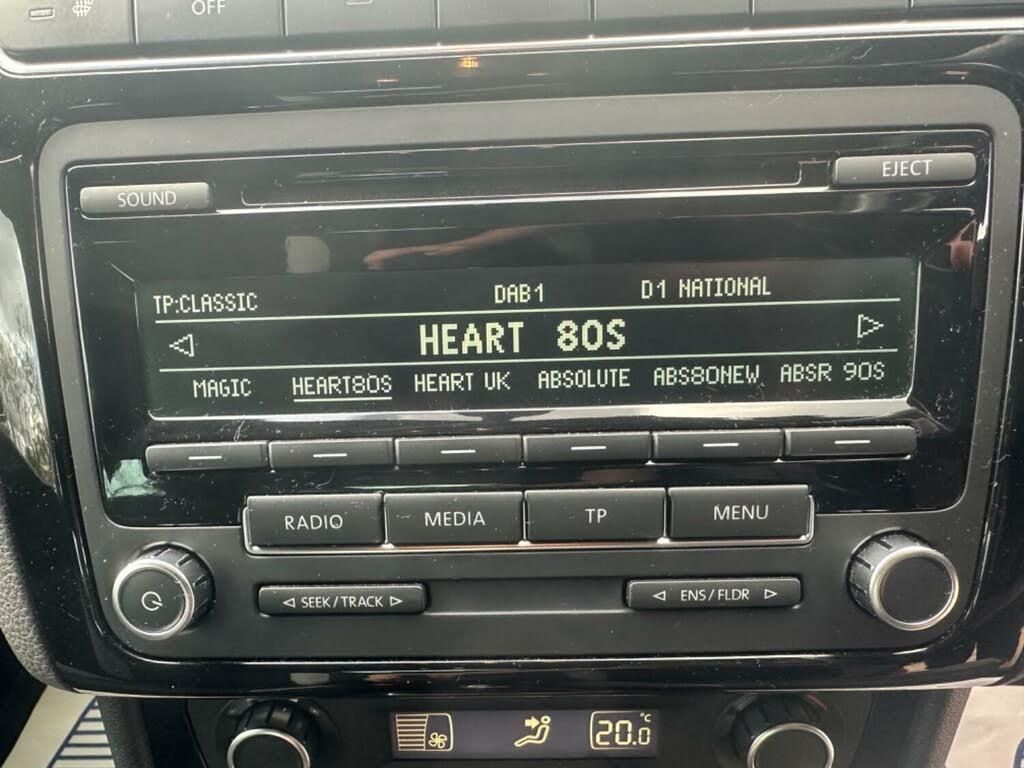 OFF
EJECT
SOUND
TP:CLASSIC DAB1 D1 NATIONAL
HEART 80S
MAGIC HEART80S HEART UK ABSOLUTE ABS80NEW ABSR 90S
RADIO MEDIA TP MENU
SEEK/TRACK ENS/FLDR
20.0 °C